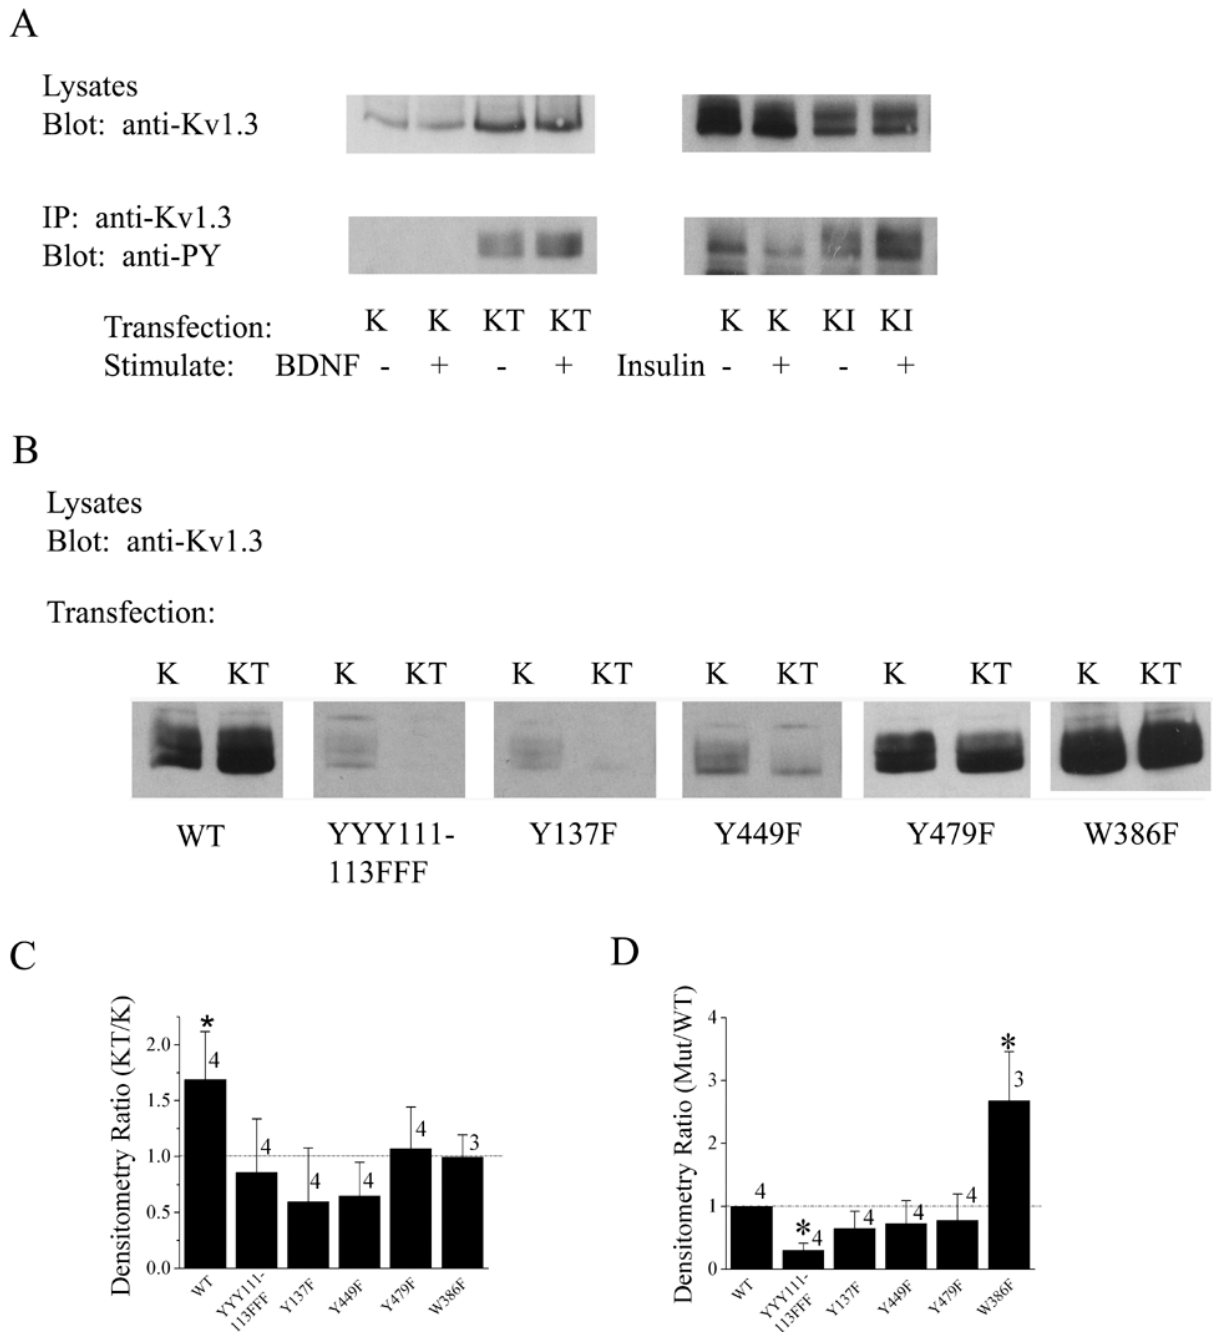 A
Lysates
Blot: anti-Kv1.3
IP: anti-Kv1.3
Blot: anti-PY
Transfection: K K KT KT K K KI KI
Stimulate: BDNF - + - + Insulin - + - +
B
Lysates
Blot: anti-Kv1.3
Transfection:
K KT K KT K KT K KT K KT K KT
WT YYY111-113FFF Y137F Y449F Y479F W386F
C
Densitometry Ratio (KT/K)
2.0
1.5
1.0
0.5
0.0
* 4 4 4 4 4 3
WT YYY111-113FFF Y137F Y449F Y479F W386F
D
Densitometry Ratio (Mut/WT)
4
3
2
1
0
4 * 4 4 4 4 * 3
WT YYY111-113FFF Y137F Y449F Y479F W386F